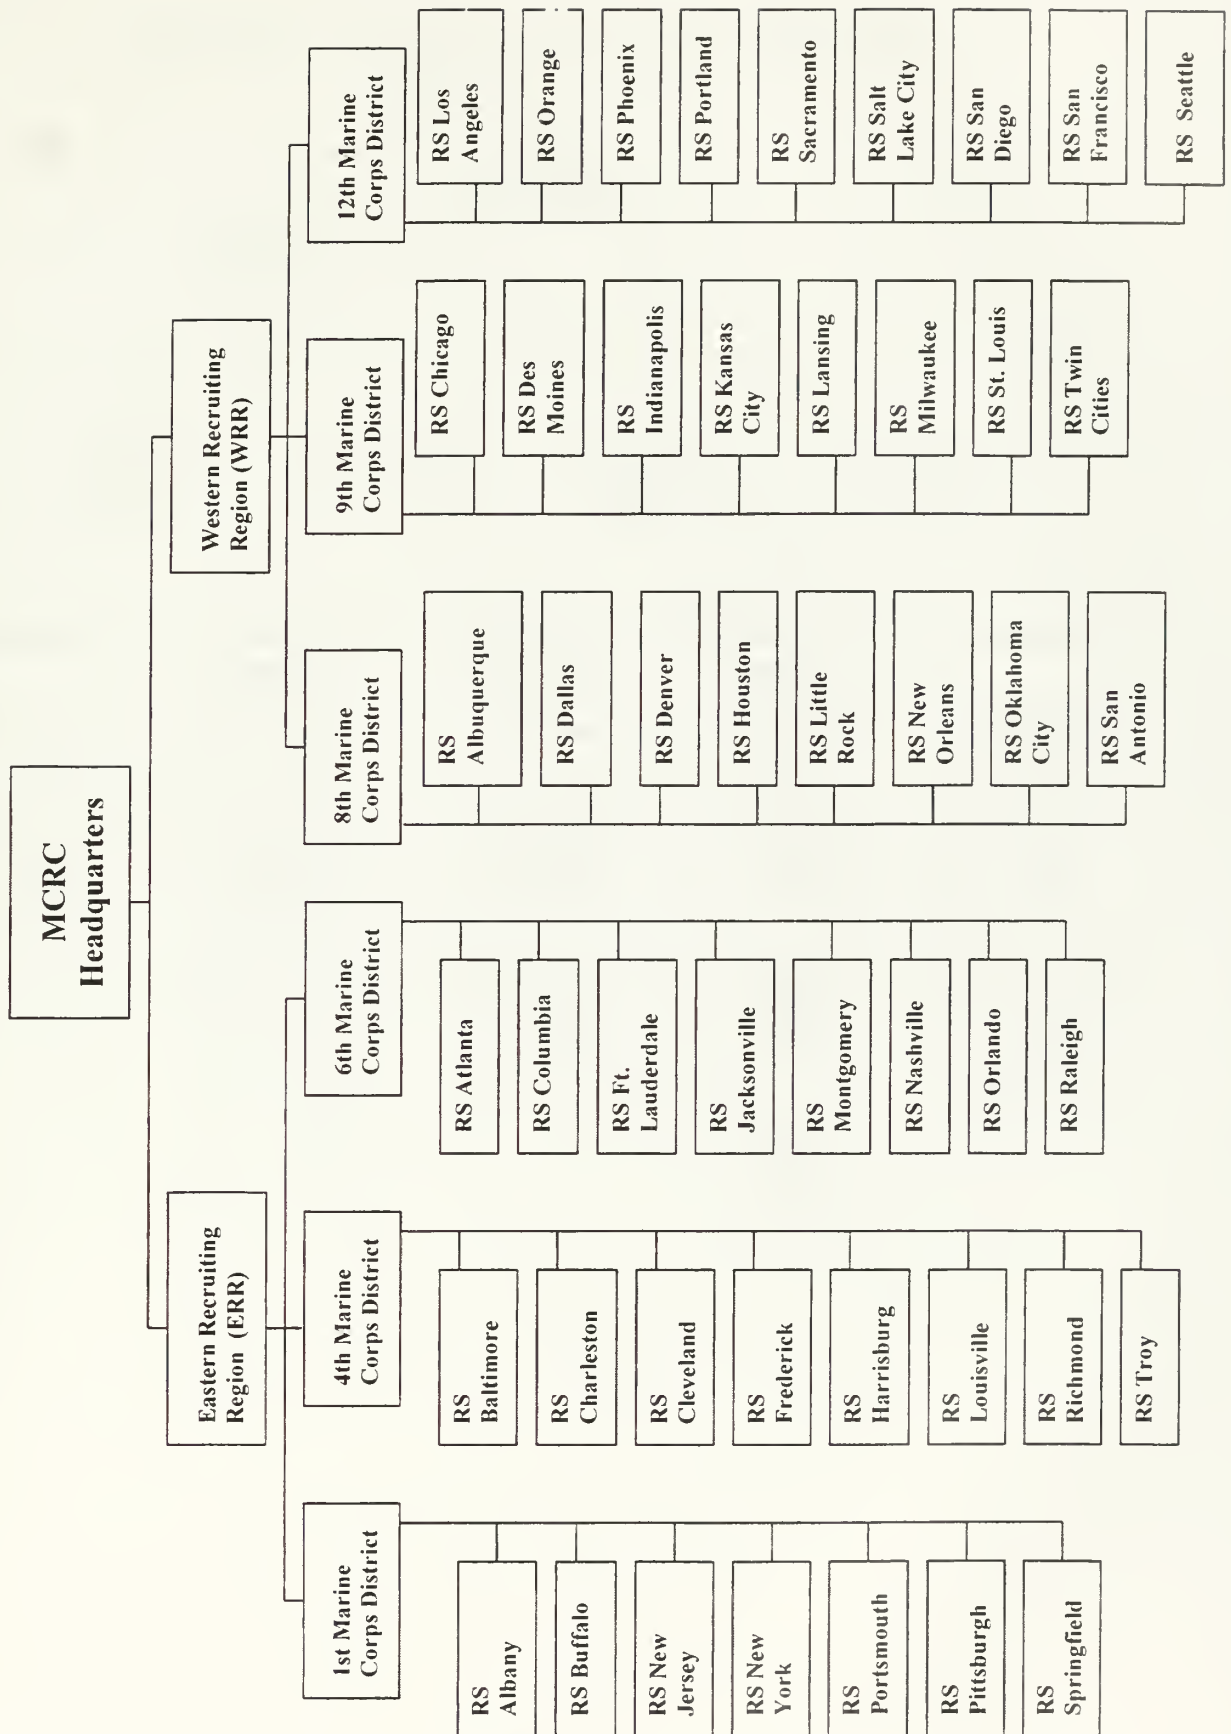 MCRC
Headquarters
Eastern Recruiting
Region (ERR)
Western Recruiting
Region (WRR)
1st Marine
Corps District
4th Marine
Corps District
6th Marine
Corps District
8th Marine
Corps District
9th Marine
Corps District
12th Marine
Corps District
RS
Albany
RS Buffalo
RS New
Jersey
RS New
York
RS
Portsmouth
RS
Pittsburgh
RS
Springfield
RS
Baltimore
RS
Charleston
RS
Cleveland
RS
Frederick
RS
Harrisburg
RS
Louisville
RS
Richmond
RS Troy
RS Atlanta
RS Columbia
RS Ft.
Lauderdale
RS
Jacksonville
RS
Montgomery
RS Nashville
RS Orlando
RS Raleigh
RS
Albuquerque
RS Dallas
RS Denver
RS Houston
RS Little
Rock
RS New
Orleans
RS Oklahoma
City
RS San
Antonio
RS Chicago
RS Des
Moines
RS
Indianapolis
RS Kansas
City
RS Lansing
RS
Milwaukee
RS St. Louis
RS Twin
Cities
RS Los
Angeles
RS Orange
RS Phoenix
RS Portland
RS
Sacramento
RS Salt
Lake City
RS San
Diego
RS San
Francisco
RS Seattle